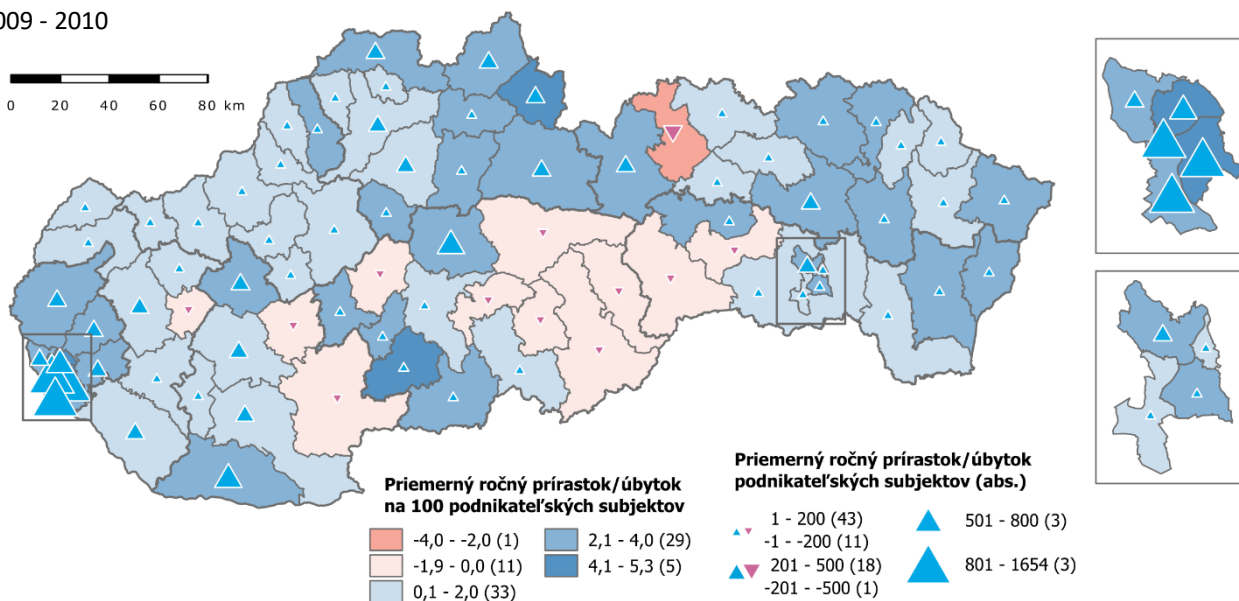 009 - 2010
0 20 40 60 80 km
Priemerný ročný prírastok/úbytok
na 100 podnikateľských subjektov
-4,0 - -2,0 (1)
-1,9 - 0,0 (11)
0,1 - 2,0 (33)
2,1 - 4,0 (29)
4,1 - 5,3 (5)
Priemerný ročný prírastok/úbytok
podnikateľských subjektov (abs.)
1 - 200 (43)
-1 - -200 (11)
201 - 500 (18)
-201 - -500 (1)
501 - 800 (3)
801 - 1654 (3)